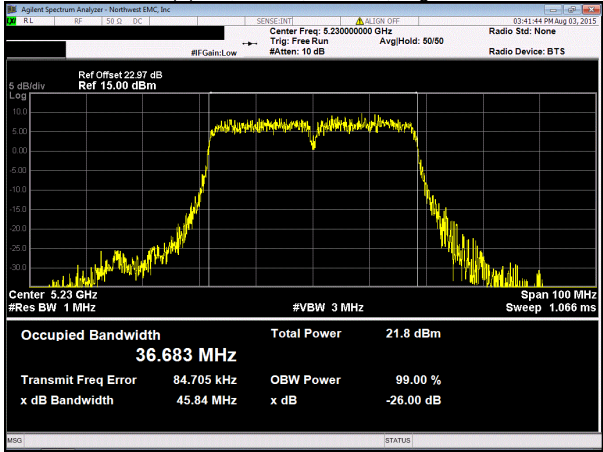 Agilent Spectrum Analyzer - Northwest EMC, Inc
RL RF 50 Ω DC SENSE:INT ALIGN OFF 03:41:44 PM Aug 03, 2015
Center Freq: 5.230000000 GHz Radio Std: None
Trig: Free Run Avg|Hold: 50/50
#IFGain:Low #Atten: 10 dB Radio Device: BTS
Ref Offset 22.97 dB
5 dB/div Ref 15.00 dBm
Log
10.0
5.00
0.00
-5.00
-10.0
-15.0
-20.0
-25.0
-30.0
Center 5.23 GHz Span 100 MHz
#Res BW 1 MHz #VBW 3 MHz Sweep 1.066 ms
Occupied Bandwidth Total Power 21.8 dBm
36.683 MHz
Transmit Freq Error 84.705 kHz OBW Power 99.00 %
x dB Bandwidth 45.84 MHz x dB -26.00 dB
MSG STATUS